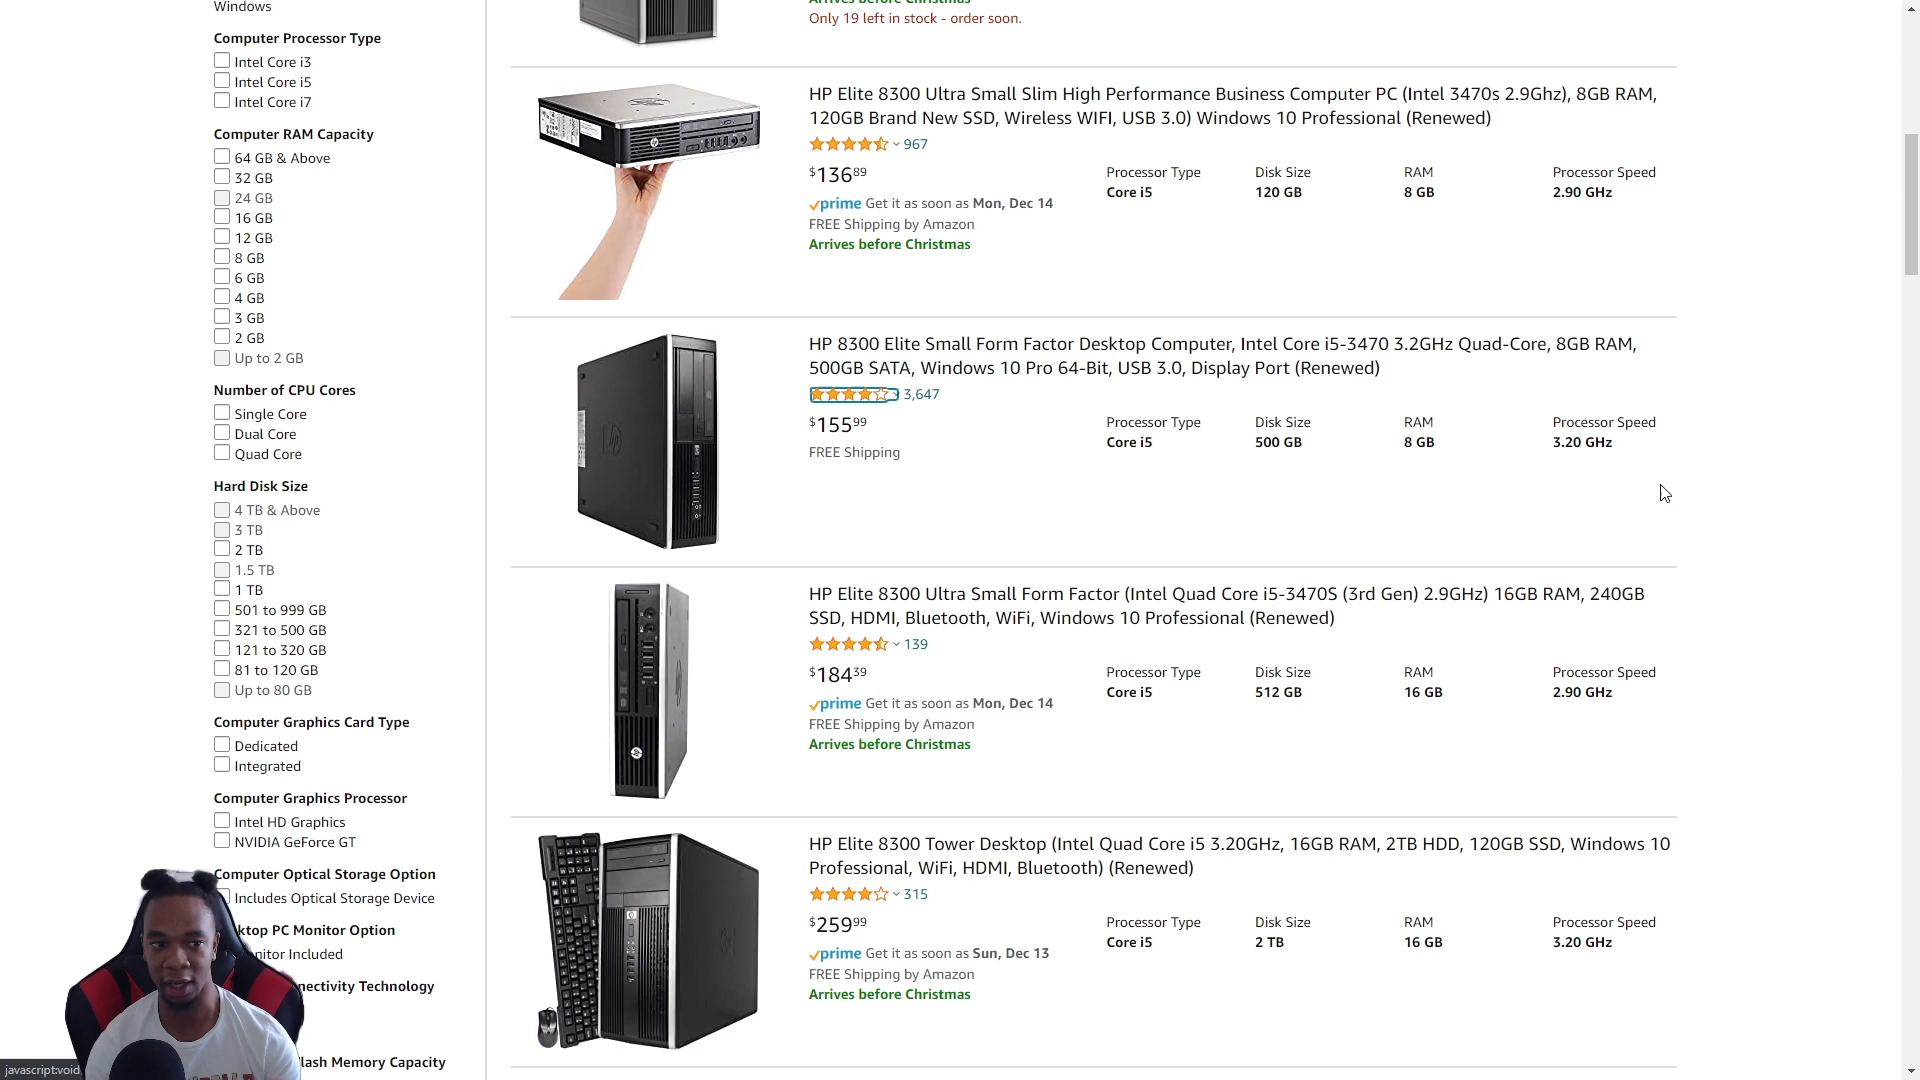 Windows
Computer Processor Type
Intel Core i3
Intel Core i5
Intel Core i7
Computer RAM Capacity
64 GB & Above
32 GB
24 GB
16 GB
12 GB
8 GB
6 GB
4 GB
3 GB
2 GB
Up to 2 GB
Number of CPU Cores
Single Core
Dual Core
Quad Core
Hard Disk Size
4 TB & Above
3 TB
2 TB
1.5 TB
1 TB
501 to 999 GB
321 to 500 GB
121 to 320 GB
81 to 120 GB
Up to 80 GB
Computer Graphics Card Type
Dedicated
Integrated
Computer Graphics Processor
Intel HD Graphics
NVIDIA GeForce GT
Computer Optical Storage Option
Includes Optical Storage Device
ktop PC Monitor Option
nitor Included
nectivity Technology
lash Memory Capacity
javascript:void
Arrives before Christmas
Only 19 left in stock - order soon.
HP Elite 8300 Ultra Small Slim High Performance Business Computer PC (Intel 3470s 2.9Ghz), 8GB RAM,
120GB Brand New SSD, Wireless WIFI, USB 3.0) Windows 10 Professional (Renewed)
967
$136.89 Processor Type Disk Size RAM Processor Speed
Core i5 120 GB 8 GB 2.90 GHz
prime Get it as soon as Mon, Dec 14
FREE Shipping by Amazon
Arrives before Christmas
HP 8300 Elite Small Form Factor Desktop Computer, Intel Core i5-3470 3.2GHz Quad-Core, 8GB RAM,
500GB SATA, Windows 10 Pro 64-Bit, USB 3.0, Display Port (Renewed)
3,647
$155.99 Processor Type Disk Size RAM Processor Speed
Core i5 500 GB 8 GB 3.20 GHz
FREE Shipping
HP Elite 8300 Ultra Small Form Factor (Intel Quad Core i5-3470S (3rd Gen) 2.9GHz) 16GB RAM, 240GB
SSD, HDMI, Bluetooth, WiFi, Windows 10 Professional (Renewed)
139
$184.39 Processor Type Disk Size RAM Processor Speed
Core i5 512 GB 16 GB 2.90 GHz
prime Get it as soon as Mon, Dec 14
FREE Shipping by Amazon
Arrives before Christmas
HP Elite 8300 Tower Desktop (Intel Quad Core i5 3.20GHz, 16GB RAM, 2TB HDD, 120GB SSD, Windows 10
Professional, WiFi, HDMI, Bluetooth) (Renewed)
315
$259.99 Processor Type Disk Size RAM Processor Speed
Core i5 2 TB 16 GB 3.20 GHz
prime Get it as soon as Sun, Dec 13
FREE Shipping by Amazon
Arrives before Christmas